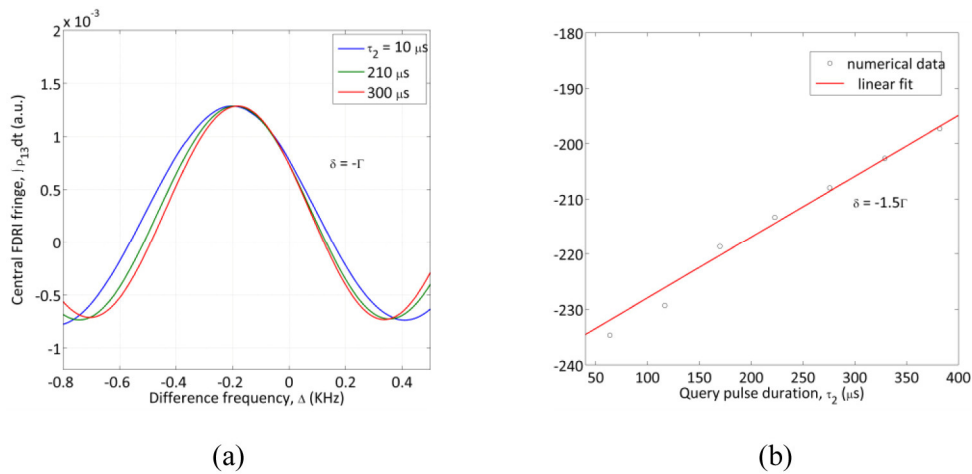 x 10⁻³
2
1.5
1
0.5
0
-0.5
-1
Central FDRI fringe, ∫ρ₁₃dt (a.u.)
τ₂ = 10 μs
210 μs
300 μs
δ = -Γ
-0.8 -0.6 -0.4 -0.2 0 0.2 0.4
Difference frequency, Δ (KHz)
(a)
-180
-190
-200
-210
-220
-230
-240
numerical data
linear fit
δ = -1.5Γ
50 100 150 200 250 300 350 400
Query pulse duration, τ₂ (μs)
(b)